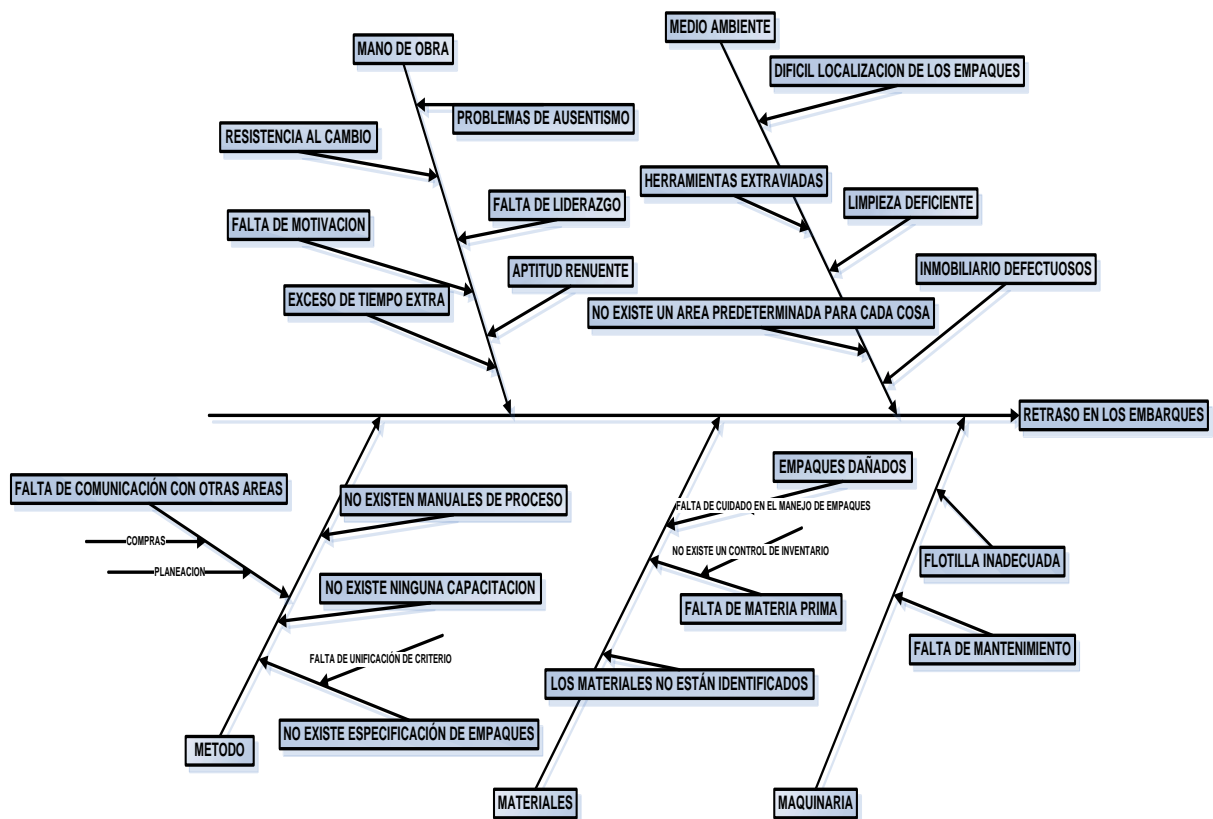 MEDIO AMBIENTE
MANO DE OBRA
DIFICIL LOCALIZACION DE LOS EMPAQUES
PROBLEMAS DE AUSENTISMO
RESISTENCIA AL CAMBIO
HERRAMIENTAS EXTRAVIADAS
FALTA DE LIDERAZGO
LIMPIEZA DEFICIENTE
FALTA DE MOTIVACION
APTITUD RENUENTE
INMOBILIARIO DEFECTUOSOS
EXCESO DE TIEMPO EXTRA
NO EXISTE UN AREA PREDETERMINADA PARA CADA COSA
RETRASO EN LOS EMBARQUES
EMPAQUES DAÑADOS
FALTA DE COMUNICACIÓN CON OTRAS AREAS
NO EXISTEN MANUALES DE PROCESO
FALTA DE CUIDADO EN EL MANEJO DE EMPAQUES
COMPRAS
NO EXISTE UN CONTROL DE INVENTARIO
FLOTILLA INADECUADA
PLANEACION
NO EXISTE NINGUNA CAPACITACION
FALTA DE MATERIA PRIMA
FALTA DE MANTENIMIENTO
FALTA DE UNIFICACIÓN DE CRITERIO
LOS MATERIALES NO ESTÁN IDENTIFICADOS
NO EXISTE ESPECIFICACIÓN DE EMPAQUES
METODO
MATERIALES
MAQUINARIA